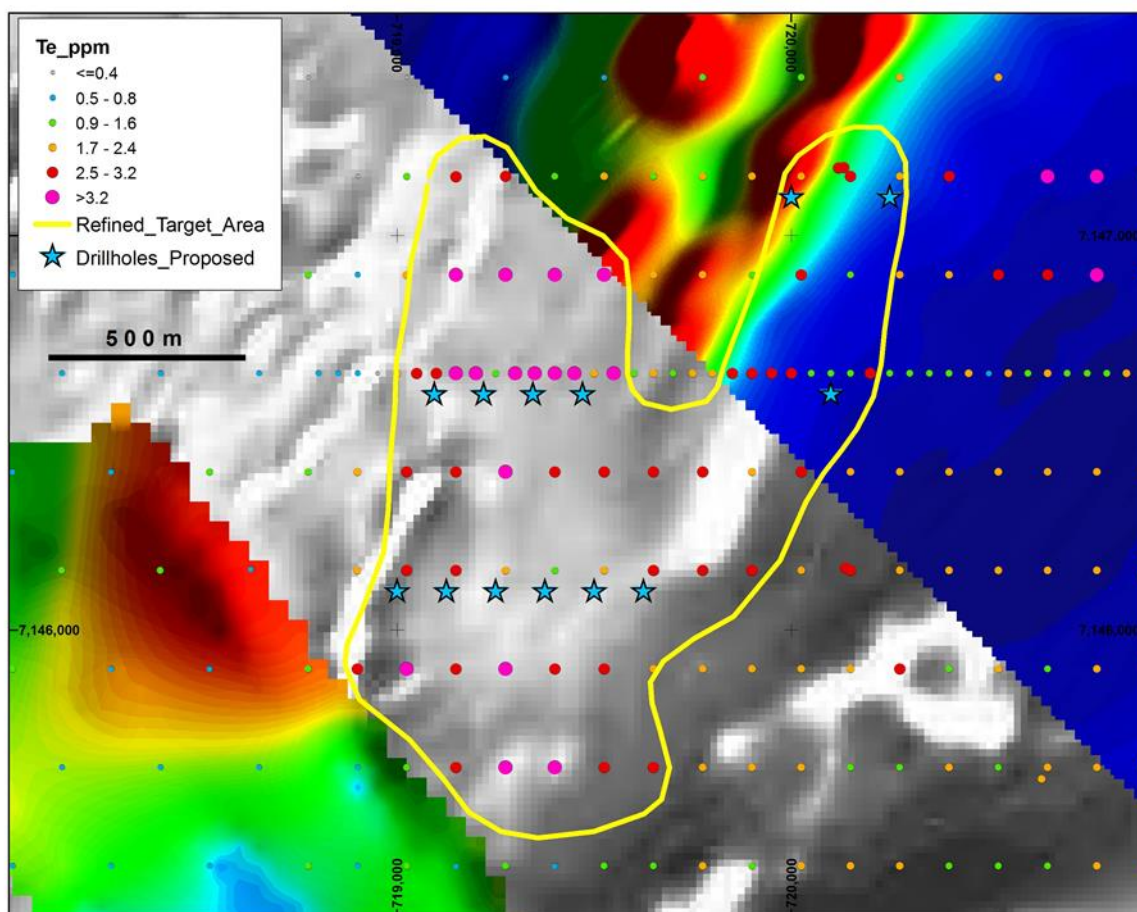 Te_ppm
<=0.4
0.5 - 0.8
0.9 - 1.6
1.7 - 2.4
2.5 - 3.2
>3.2
Refined_Target_Area
Drillholes_Proposed
500 m
719,000
720,000
7,147,000
7,146,000
7,146,000
719,000
720,000